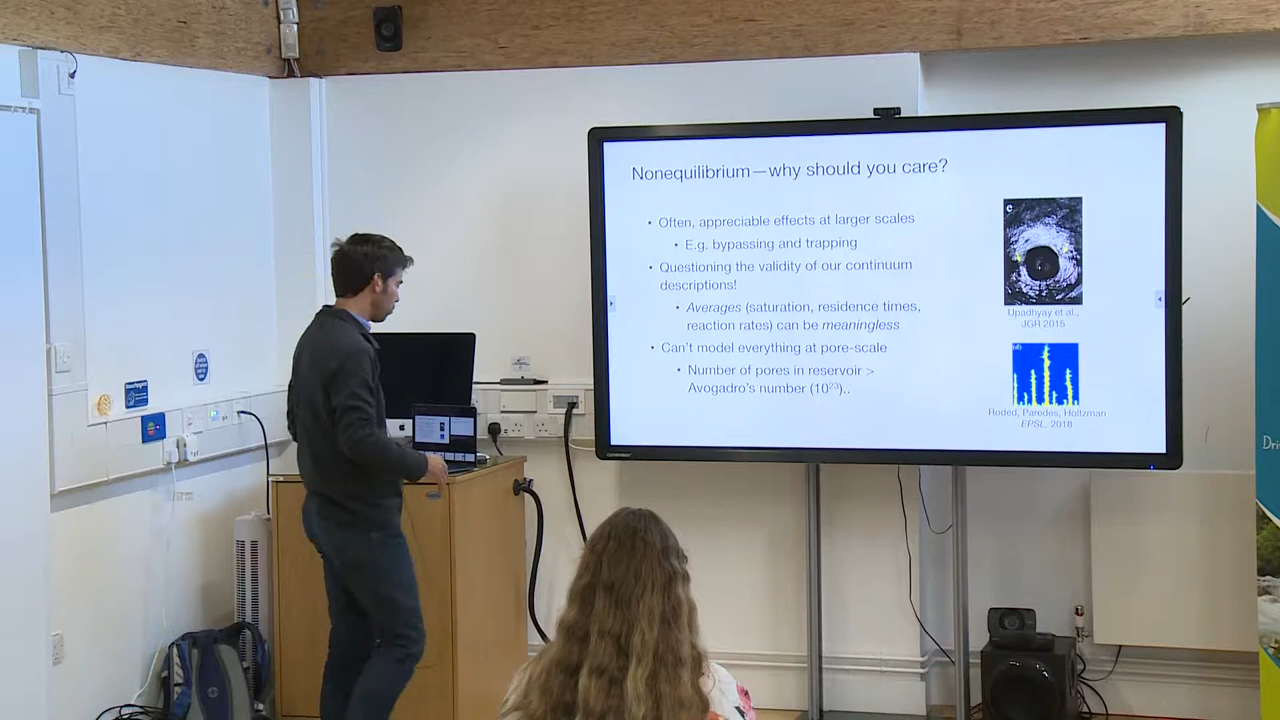 Nonequilibrium—why should you care?
• Often, appreciable effects at larger scales
• E.g. bypassing and trapping
• Questioning the validity of our continuum
descriptions!
• Averages (saturation, residence times,
reaction rates) can be meaningless
• Can't model everything at pore-scale
• Number of pores in reservoir >
Avogadro's number (10²³)..
e
Upadhyay et al.,
JGR 2015
(d)
Roded, Paredes, Holtzman
EPSL, 2018
Dri